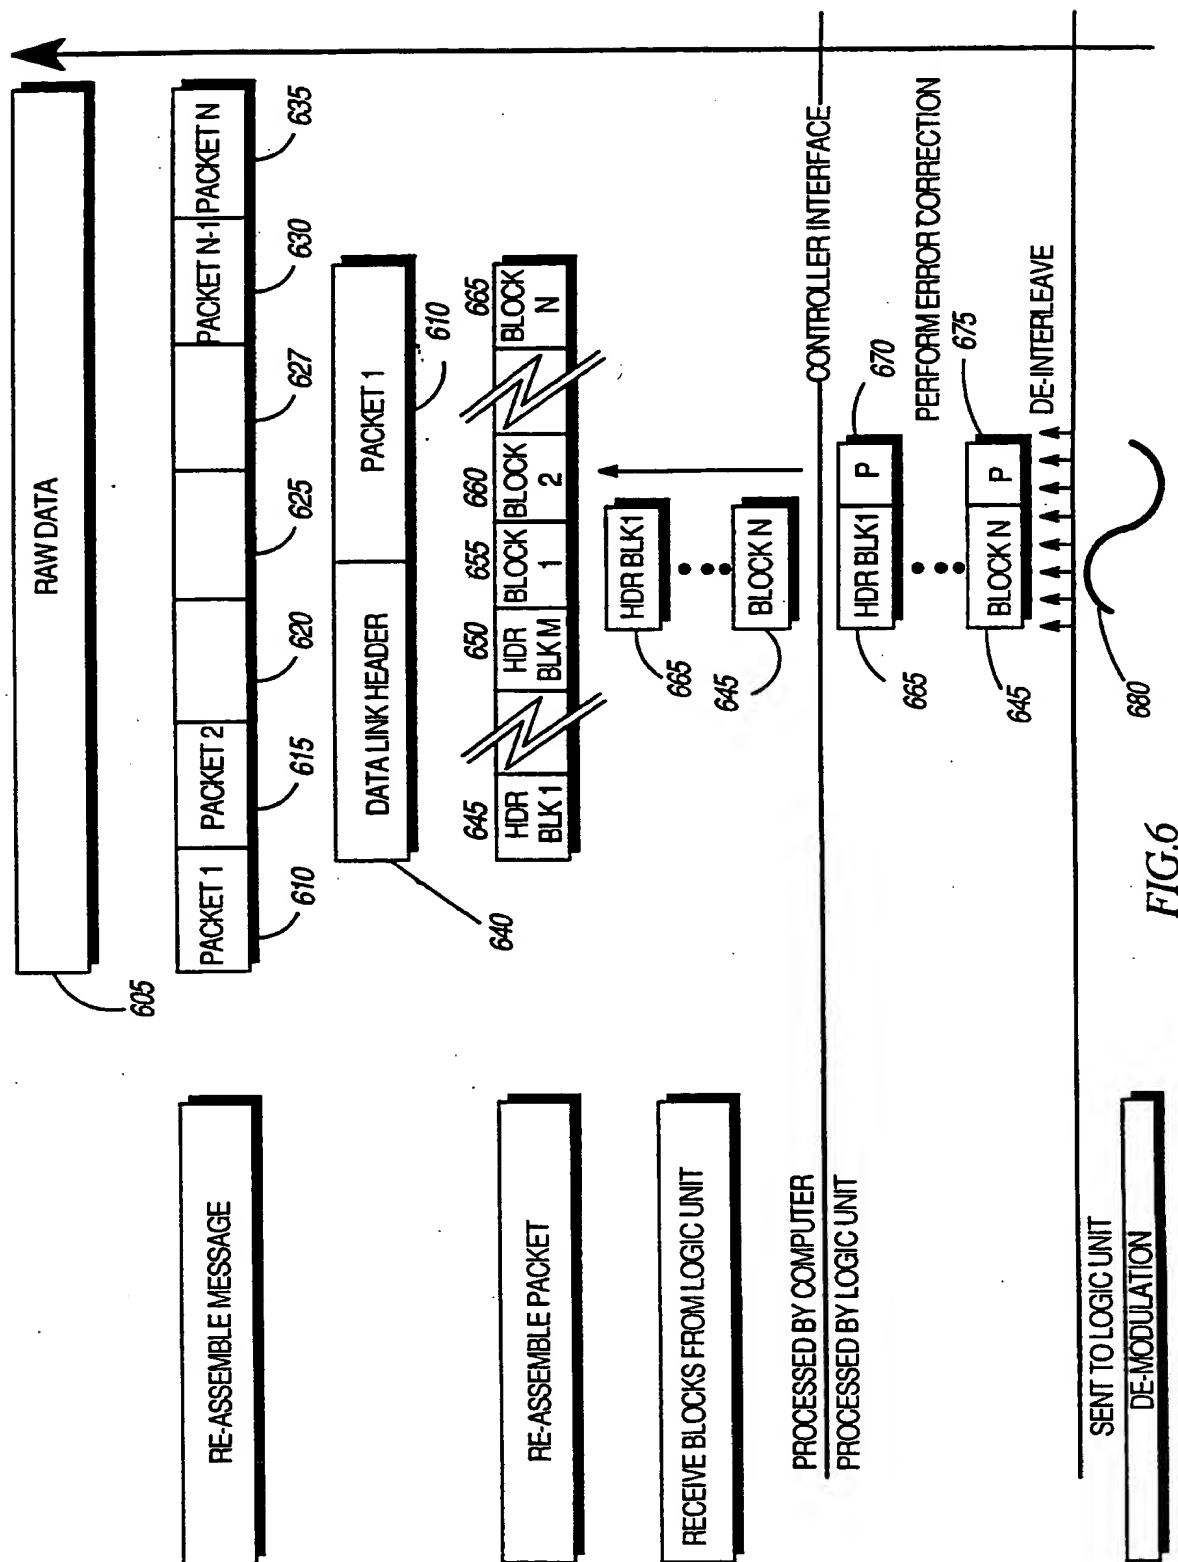 RAW DATA
605
RE-ASSEMBLE MESSAGE
PACKET 1
PACKET 2
PACKET N-1
PACKET N
610
615
620
625
627
630
635
DATA LINK HEADER
PACKET 1
640
610
RE-ASSEMBLE PACKET
645
650
655
660
665
HDR
BLK 1
HDR
BLK M
BLOCK
1
BLOCK
2
BLOCK
N
RECEIVE BLOCKS FROM LOGIC UNIT
HDR BLK1
665
BLOCK N
645
PROCESSED BY COMPUTER
CONTROLLER INTERFACE
PROCESSED BY LOGIC UNIT
HDR BLK1
P
665
670
PERFORM ERROR CORRECTION
BLOCK N
P
645
675
DE-INTERLEAVE
SENT TO LOGIC UNIT
DE-MODULATION
680
FIG.6